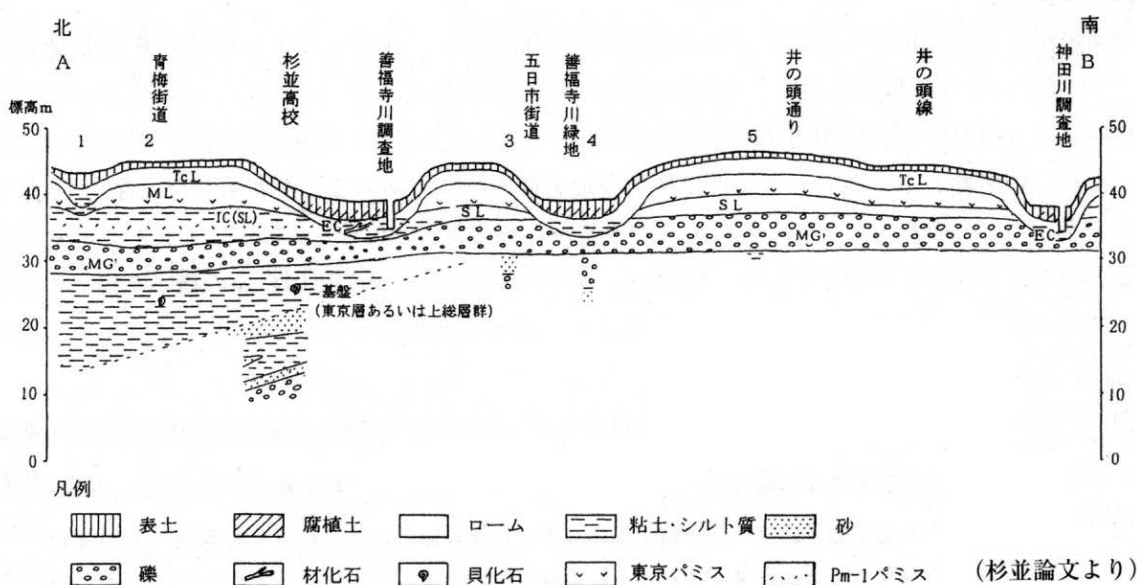 北
A
青梅街道
杉並高校
善福寺川調査地
五日市街道
善福寺川緑地
井の頭通り
井の頭線
神田川調査地
南
B
標高m
50
40
30
20
10
0
1
2
3
4
5
50
40
30
20
10
0
TcL
ML
IC(SL)
MG
EC
SL
TcL
SL
MG
EC
基盤
(東京層あるいは上総層群)
凡例
表土
腐植土
ローム
粘土・シルト質
砂
礫
材化石
貝化石
東京パミス
Pm-1パミス
(杉並論文より)